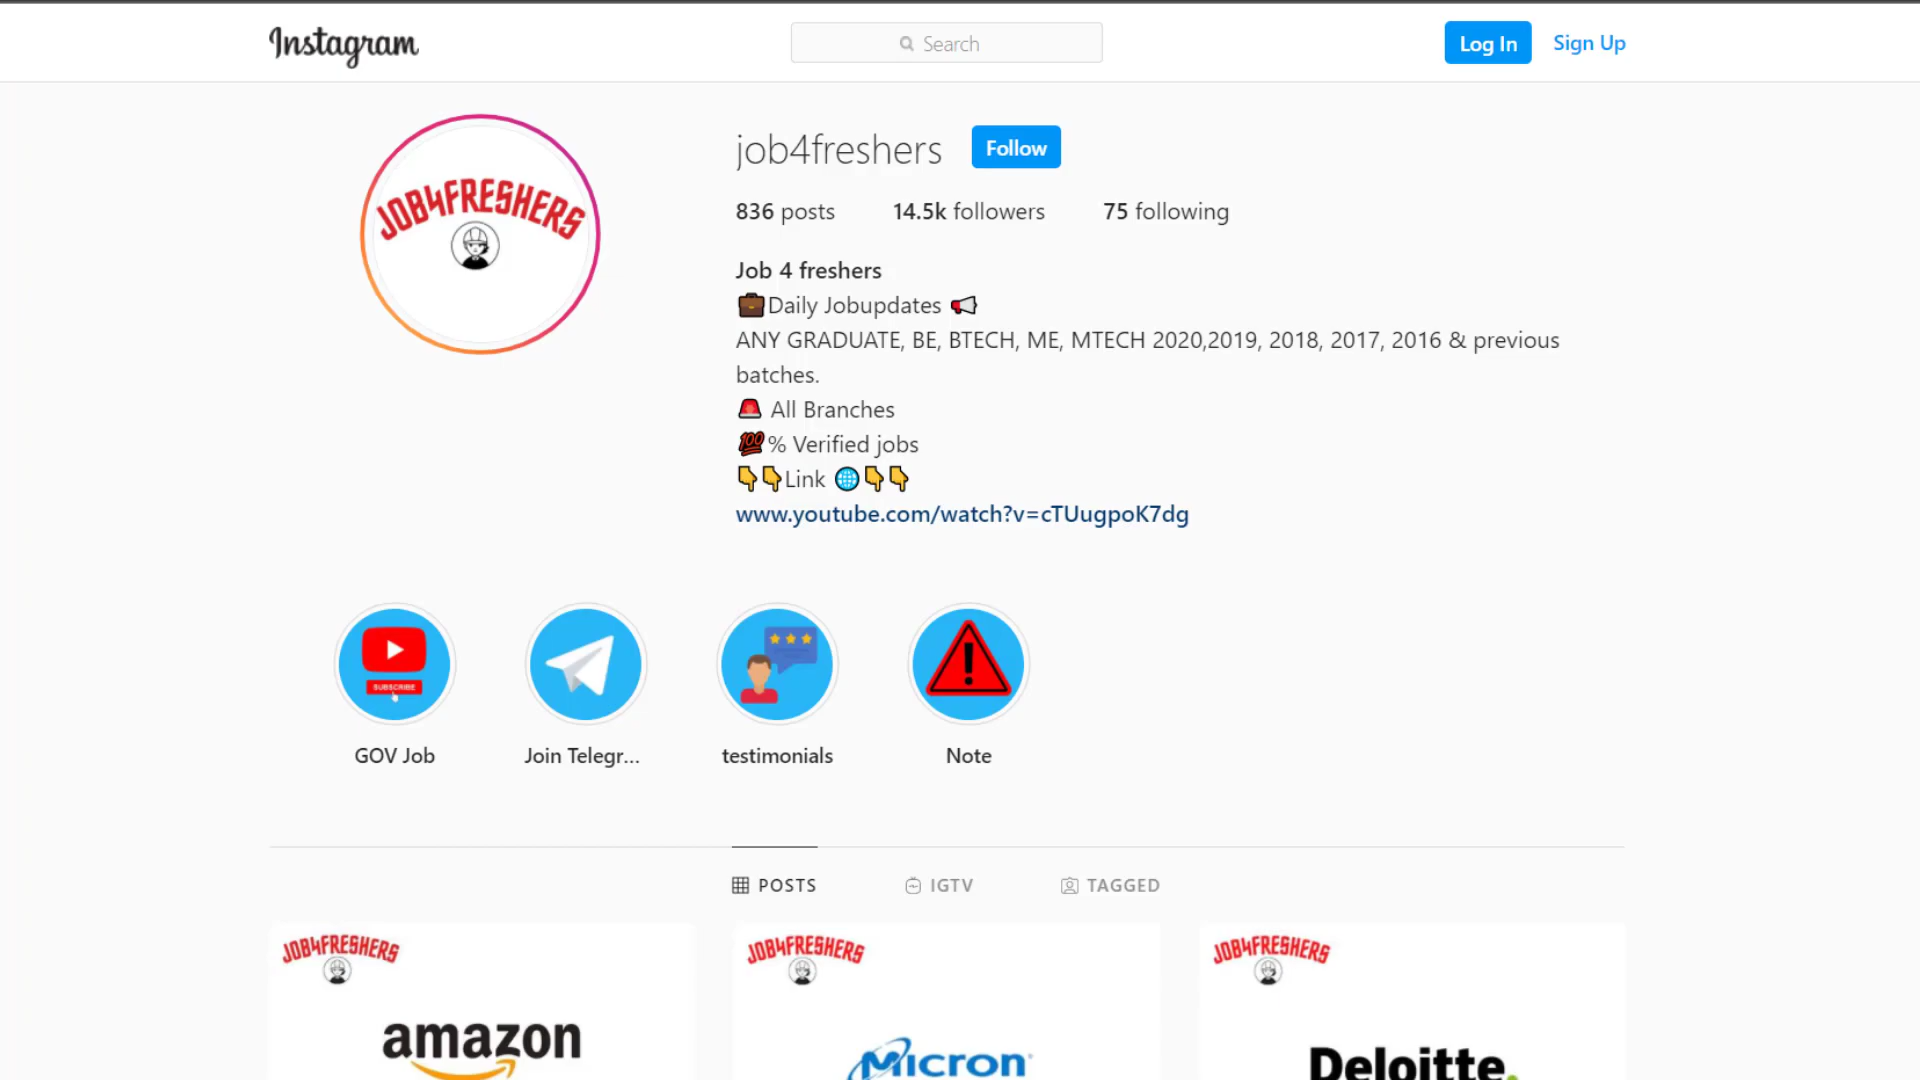 Instagram
Search
Log In
Sign Up
JOB4FRESHERS
job4freshers
Follow
836 posts
14.5k followers
75 following
Job 4 freshers
💼Daily Jobupdates 📢
ANY GRADUATE, BE, BTECH, ME, MTECH 2020,2019, 2018, 2017, 2016 & previous
batches.
🚨 All Branches
💯% Verified jobs
👇👇Link 🌐👇👇
www.youtube.com/watch?v=cTUugpoK7dg
SUBSCRIBE
GOV Job
Join Telegr...
testimonials
Note
POSTS
IGTV
TAGGED
JOB4FRESHERS
amazon
JOB4FRESHERS
Micron
JOB4FRESHERS
Deloitte.